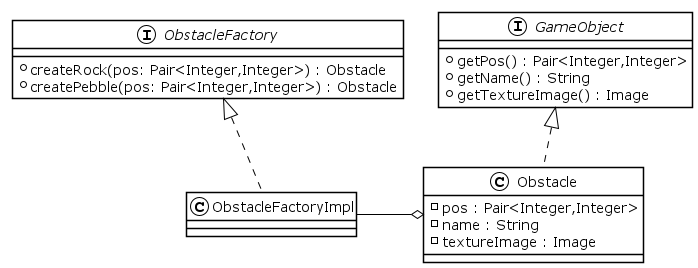 I ObstacleFactory
createRock(pos: Pair<Integer,Integer>) : Obstacle
createPebble(pos: Pair<Integer,Integer>) : Obstacle
I GameObject
getPos() : Pair<Integer,Integer>
getName() : String
getTextureImage() : Image
C ObstacleFactoryImpl
C Obstacle
pos : Pair<Integer,Integer>
name : String
textureImage : Image